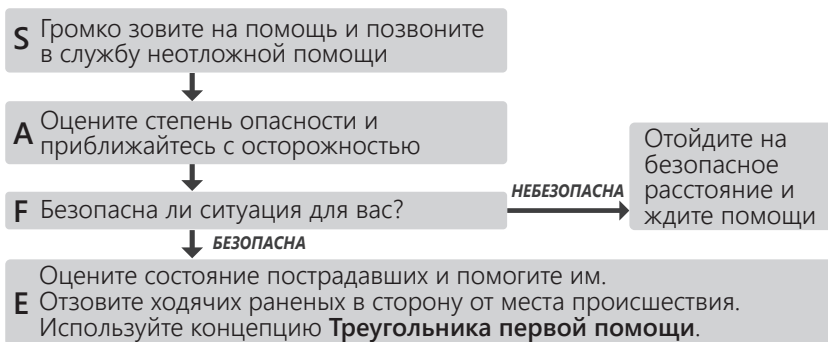 S Громко зовите на помощь и позвоните
в службу неотложной помощи
A Оцените степень опасности и
приближайтесь с осторожностью
F Безопасна ли ситуация для вас?
НЕБЕЗОПАСНА
Отойдите на
безопасное
расстояние и
ждите помощи
БЕЗОПАСНА
Оцените состояние пострадавших и помогите им.
E Отзовите ходячих раненых в сторону от места происшествия.
Используйте концепцию Треугольника первой помощи.